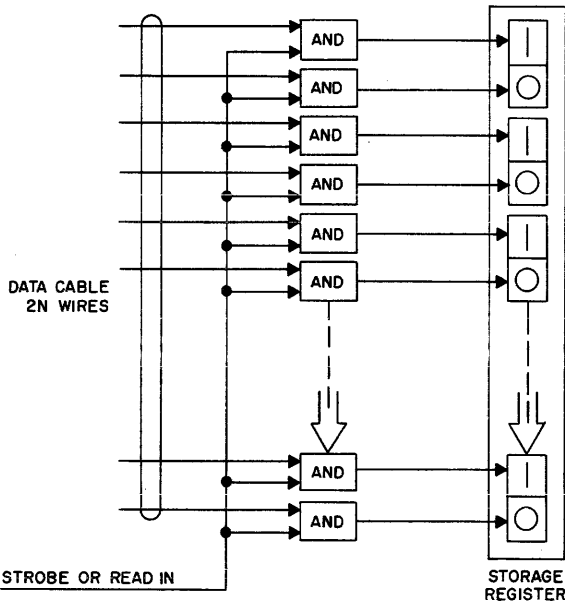 AND
|
AND
O
AND
|
AND
O
AND
|
AND
O
DATA CABLE
2N WIRES
AND
|
AND
O
STROBE OR READ IN
STORAGE
REGISTER